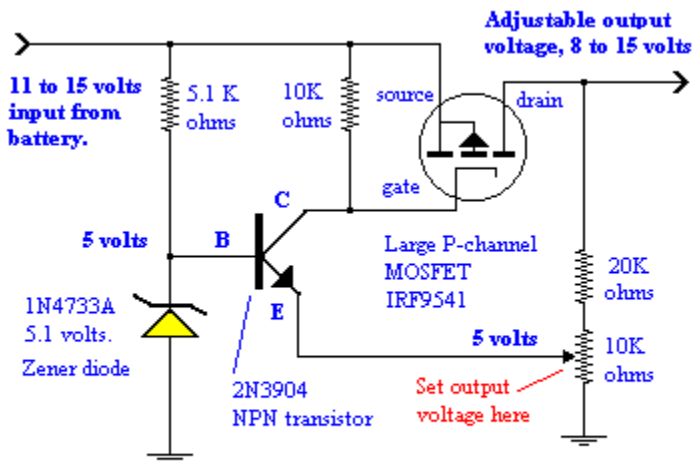 Adjustable output
voltage, 8 to 15 volts
11 to 15 volts
input from
battery.
5.1 K
ohms
10K
ohms
source
drain
gate
C
5 volts
B
E
Large P-channel
MOSFET
IRF9541
20K
ohms
1N4733A
5.1 volts.
Zener diode
5 volts
10K
ohms
2N3904
NPN transistor
Set output
voltage here